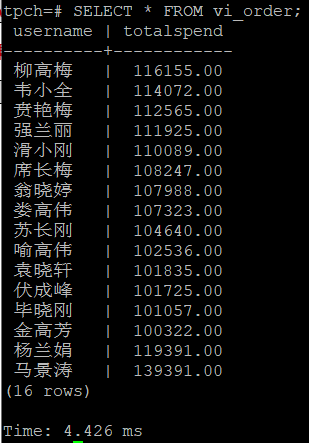 tpch=# SELECT * FROM vi_order;
username | totalspend
----------+------------
柳高梅 | 116155.00
韦小全 | 114072.00
贲艳梅 | 112565.00
强兰丽 | 111925.00
滑小刚 | 110089.00
席长梅 | 108247.00
翁晓婷 | 107988.00
娄高伟 | 107323.00
苏长刚 | 104640.00
喻高伟 | 102536.00
袁晓轩 | 101835.00
伏成峰 | 101725.00
毕晓刚 | 101057.00
金高芳 | 100322.00
杨兰娟 | 119391.00
马景涛 | 139391.00
(16 rows)
Time: 4.426 ms